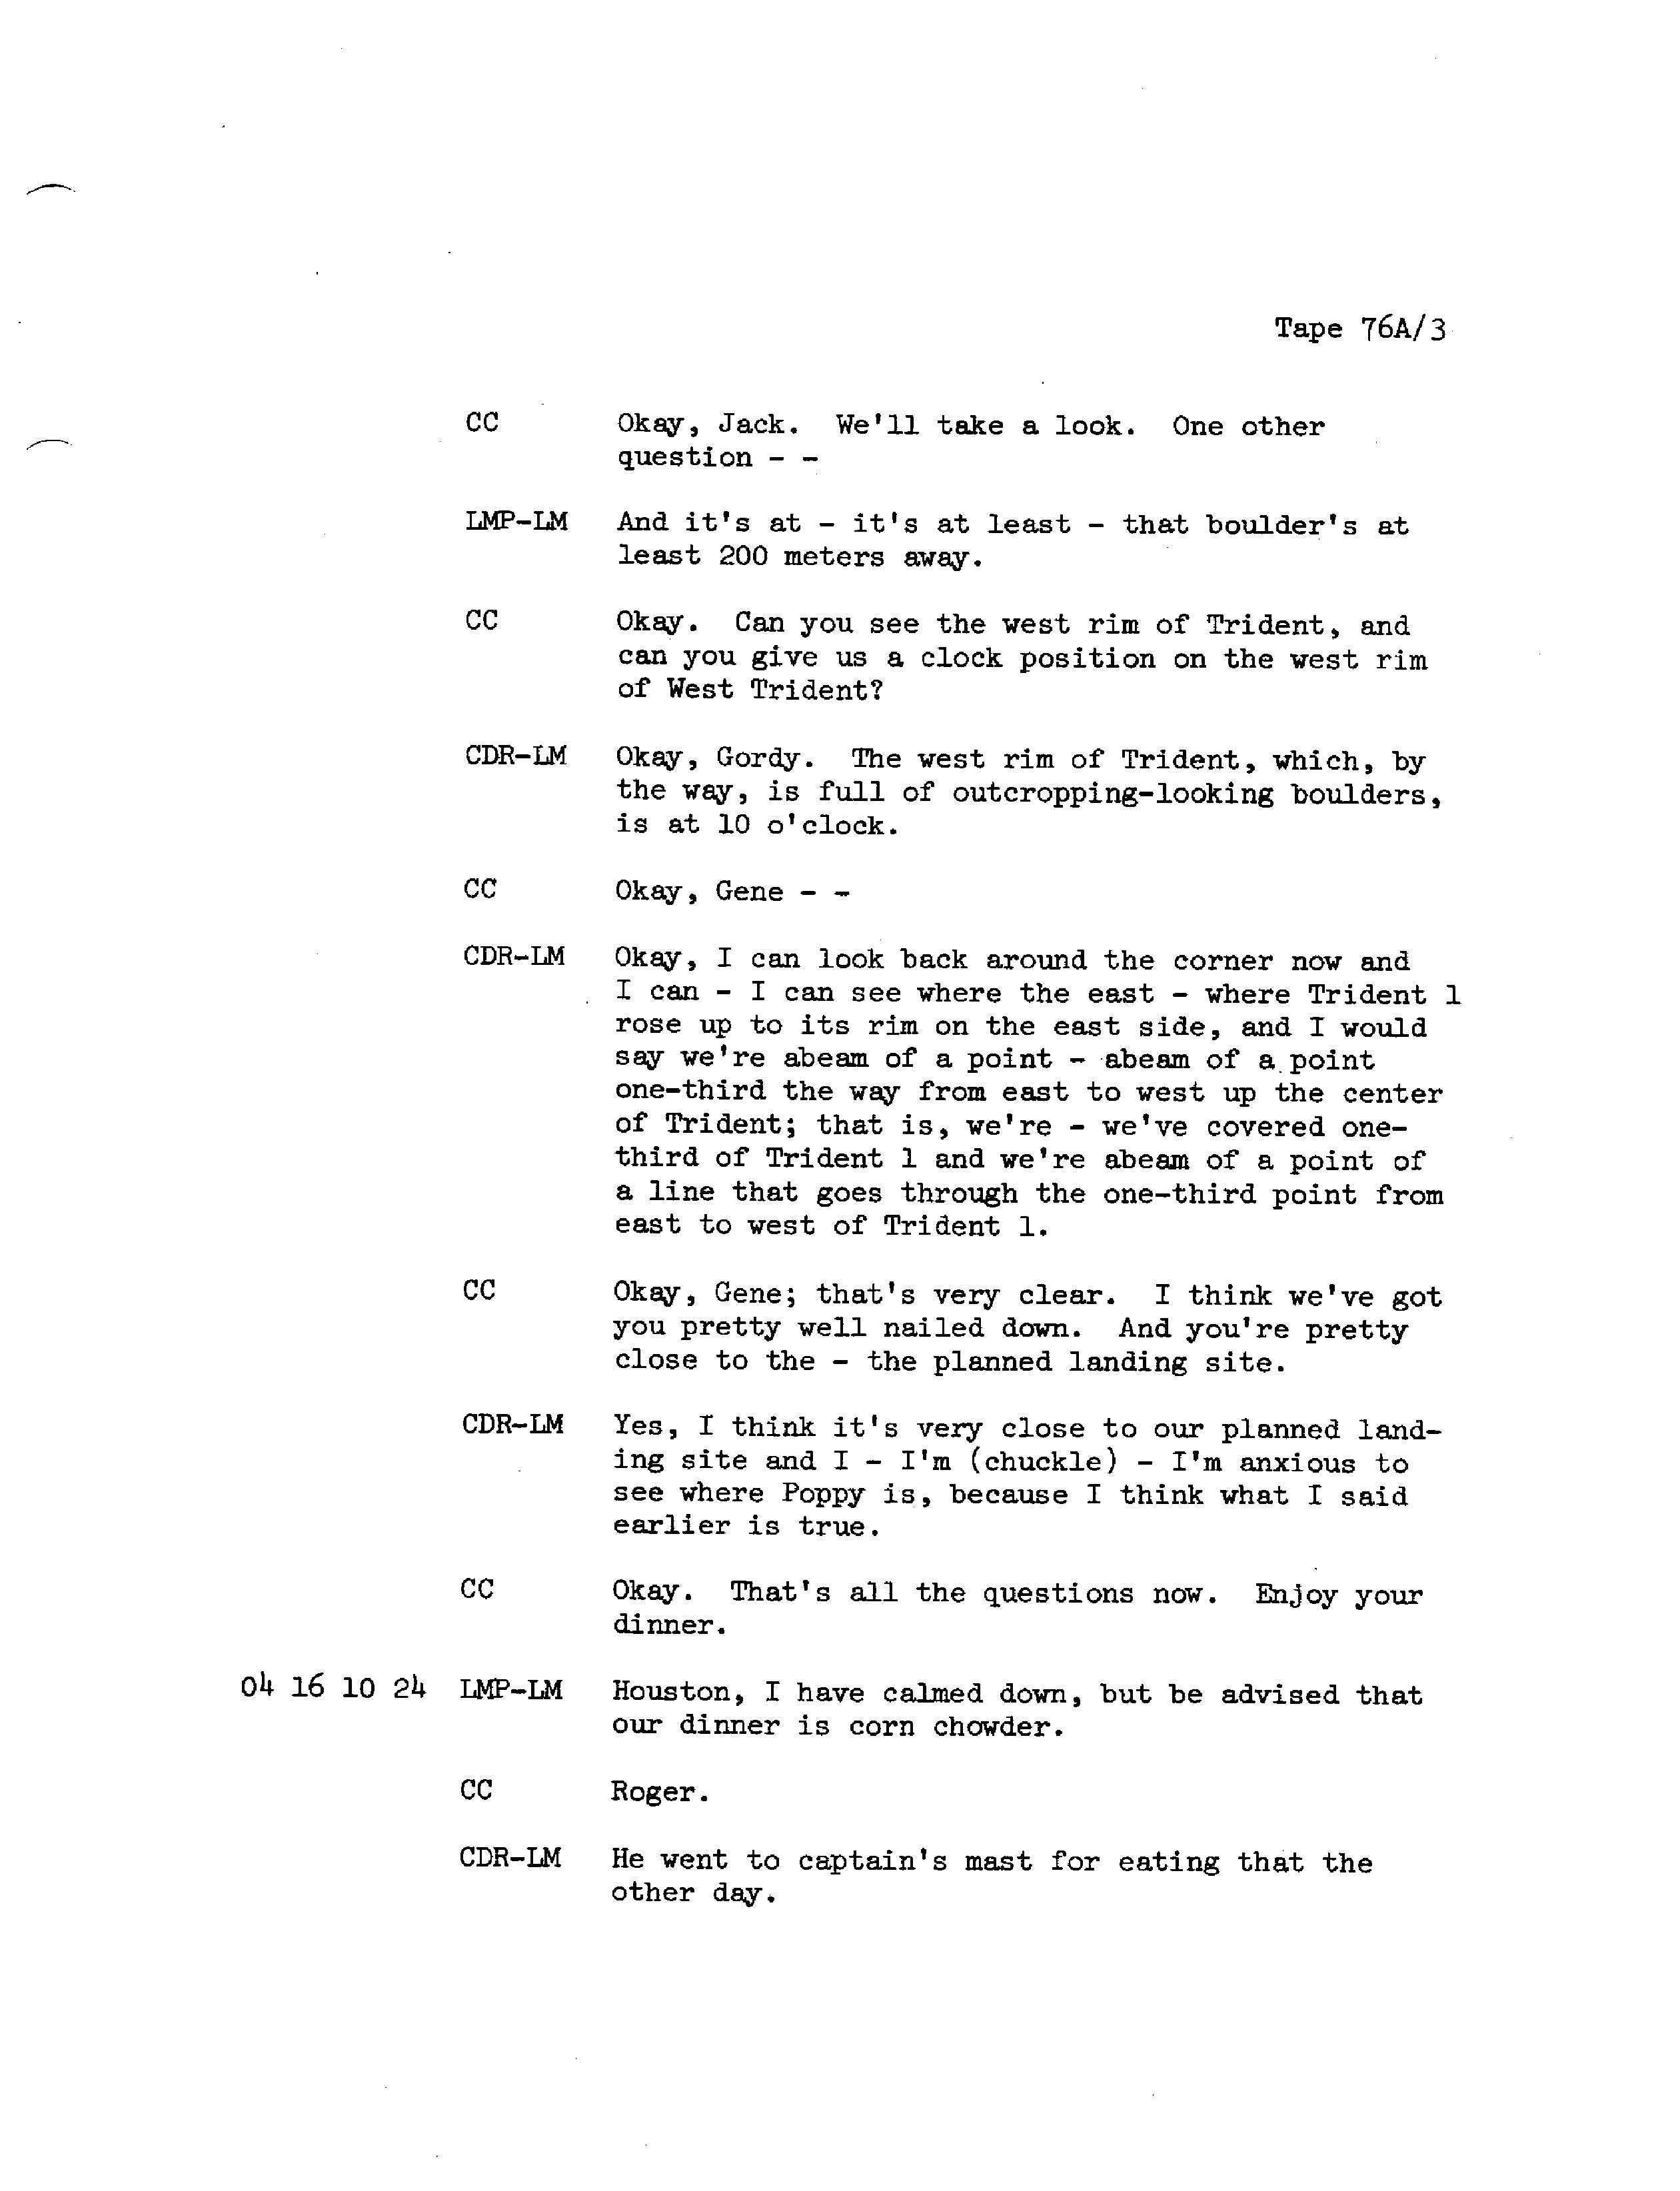 Tape 76A/3
CC Okay, Jack. We'll take a look. One other
question - -
LMP-LM And it's at - it's at least - that boulder's at
least 200 meters away.
CC Okay. Can you see the west rim of Trident, and
can you give us a clock position on the west rim
of West Trident?
CDR-LM Okay, Gordy. The west rim of Trident, which, by
the way, is full of outcropping-looking boulders,
is at 10 o'clock.
CC Okay, Gene - -
CDR-LM Okay, I can look back around the corner now and
I can - I can see where the east - where Trident 1
rose up to its rim on the east side, and I would
say we're abeam of a point - abeam of a point
one-third the way from east to west up the center
of Trident; that is, we're - we've covered one-
third of Trident 1 and we're abeam of a point of
a line that goes through the one-third point from
east to west of Trident 1.
CC Okay, Gene; that's very clear. I think we've got
you pretty well nailed down. And you're pretty
close to the - the planned landing site.
CDR-LM Yes, I think it's very close to our planned land-
ing site and I - I'm (chuckle) - I'm anxious to
see where Poppy is, because I think what I said
earlier is true.
CC Okay. That's all the questions now. Enjoy your
dinner.
04 16 10 24 LMP-LM Houston, I have calmed down, but be advised that
our dinner is corn chowder.
CC Roger.
CDR-LM He went to captain's mast for eating that the
other day.